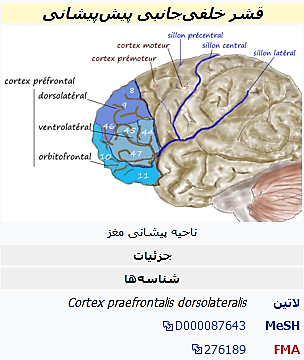 قشر خلفی‌جانبی پیش‌پیشانی
sillon précentral
cortex moteur
sillon central
cortex prémoteur
sillon latéral
cortex préfrontal
dorsolatéral
ventrolatéral
orbitofrontal
8
9
46
45
44
10
47
11
6
4
ناحیه پیشانی مغز
جزئیات
شناسه‌ها
لاتین Cortex praefrontalis dorsolateralis
MeSH D000087643
FMA 276189